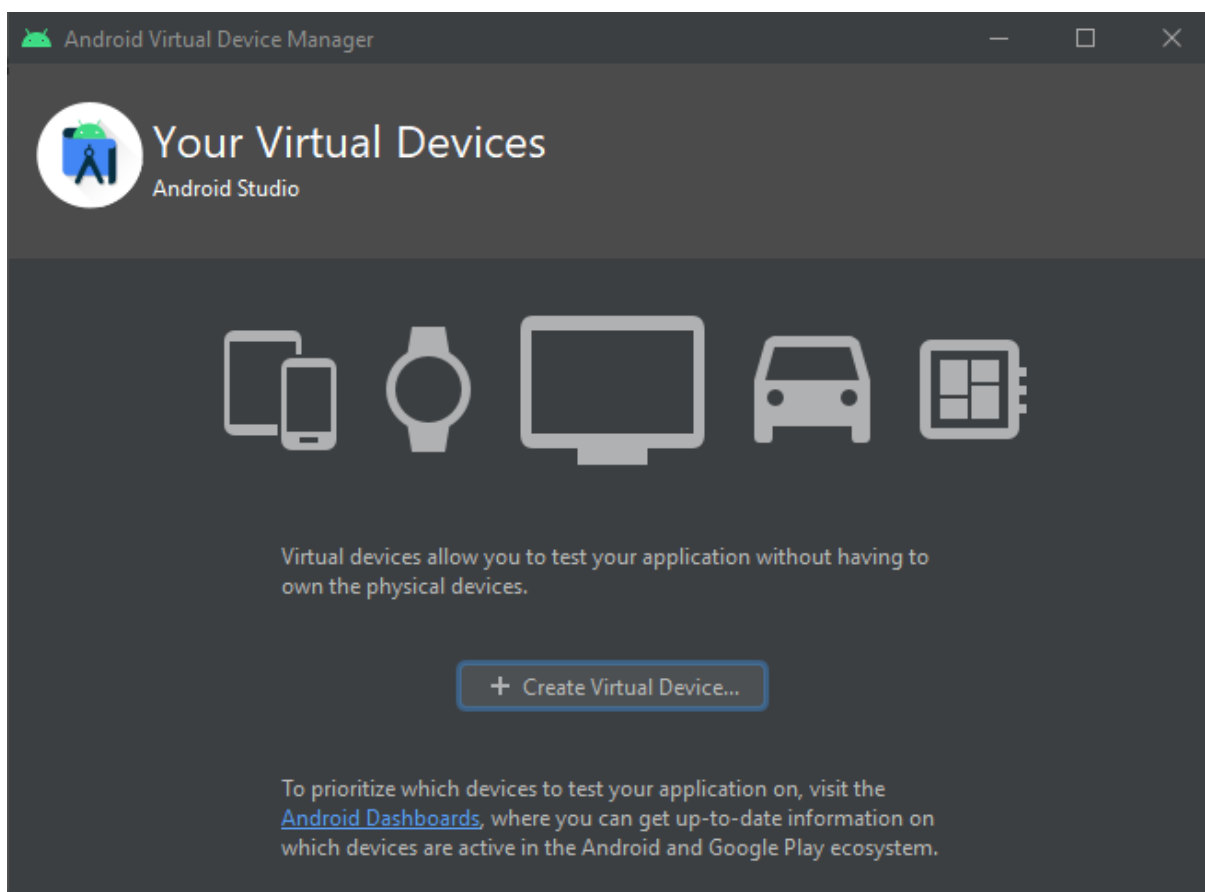 Android Virtual Device Manager
Your Virtual Devices
Android Studio
Virtual devices allow you to test your application without having to
own the physical devices.
+ Create Virtual Device...
To prioritize which devices to test your application on, visit the
Android Dashboards, where you can get up-to-date information on
which devices are active in the Android and Google Play ecosystem.